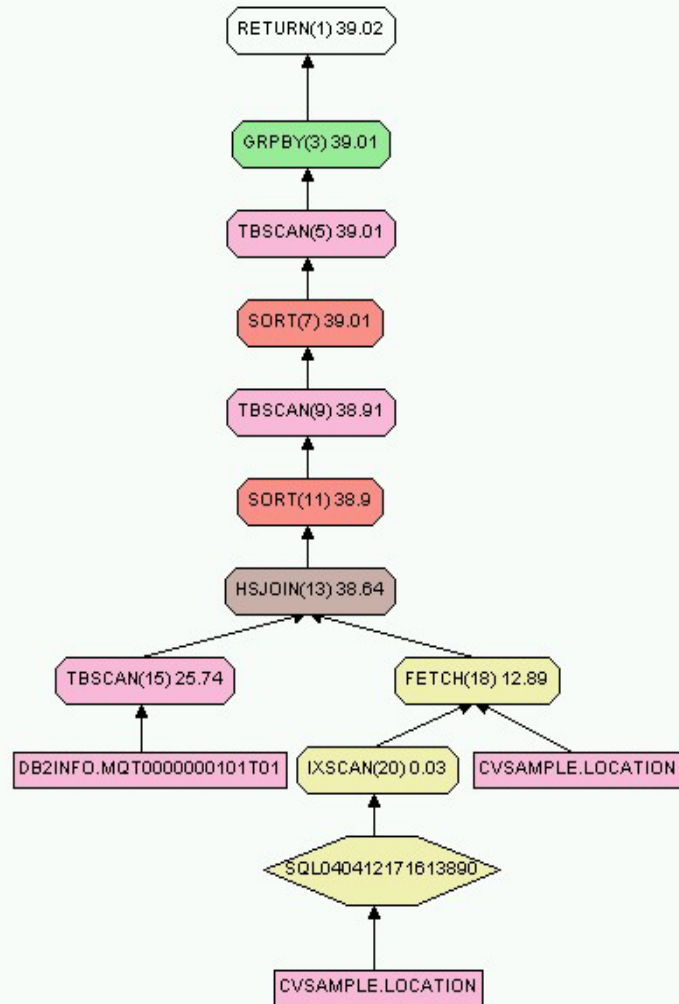 RETURN(1) 39.02
GRPBY(3) 39.01
TBSCAN(5) 39.01
SORT(7) 39.01
TBSCAN(9) 38.91
SORT(11) 38.9
HSJOIN(13) 38.64
TBSCAN(15) 25.74
FETCH(18) 12.89
DB2INFO.MQT0000000101T01
IXSCAN(20) 0.03
CVSAMPLE.LOCATION
SQL040412171613890
CVSAMPLE.LOCATION